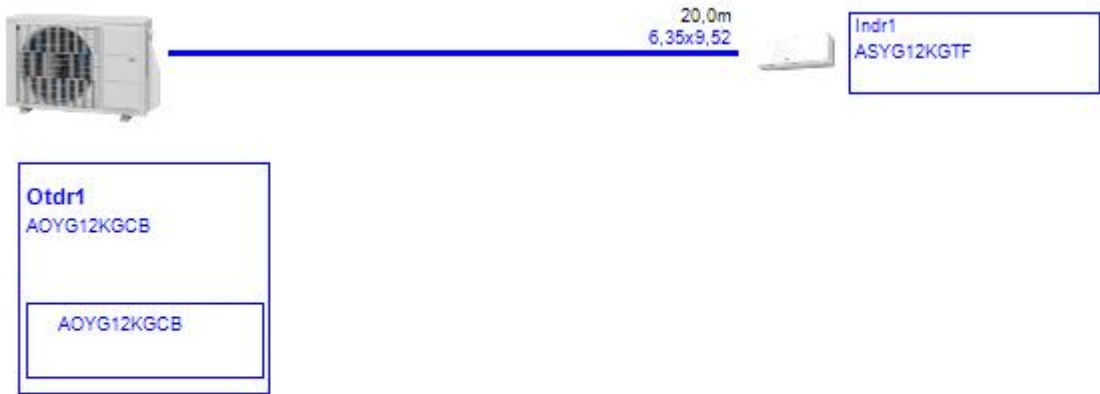 20,0m
6,35x9,52
Indr1
ASYG12KGTF
Otdr1
AOYG12KGCB
AOYG12KGCB